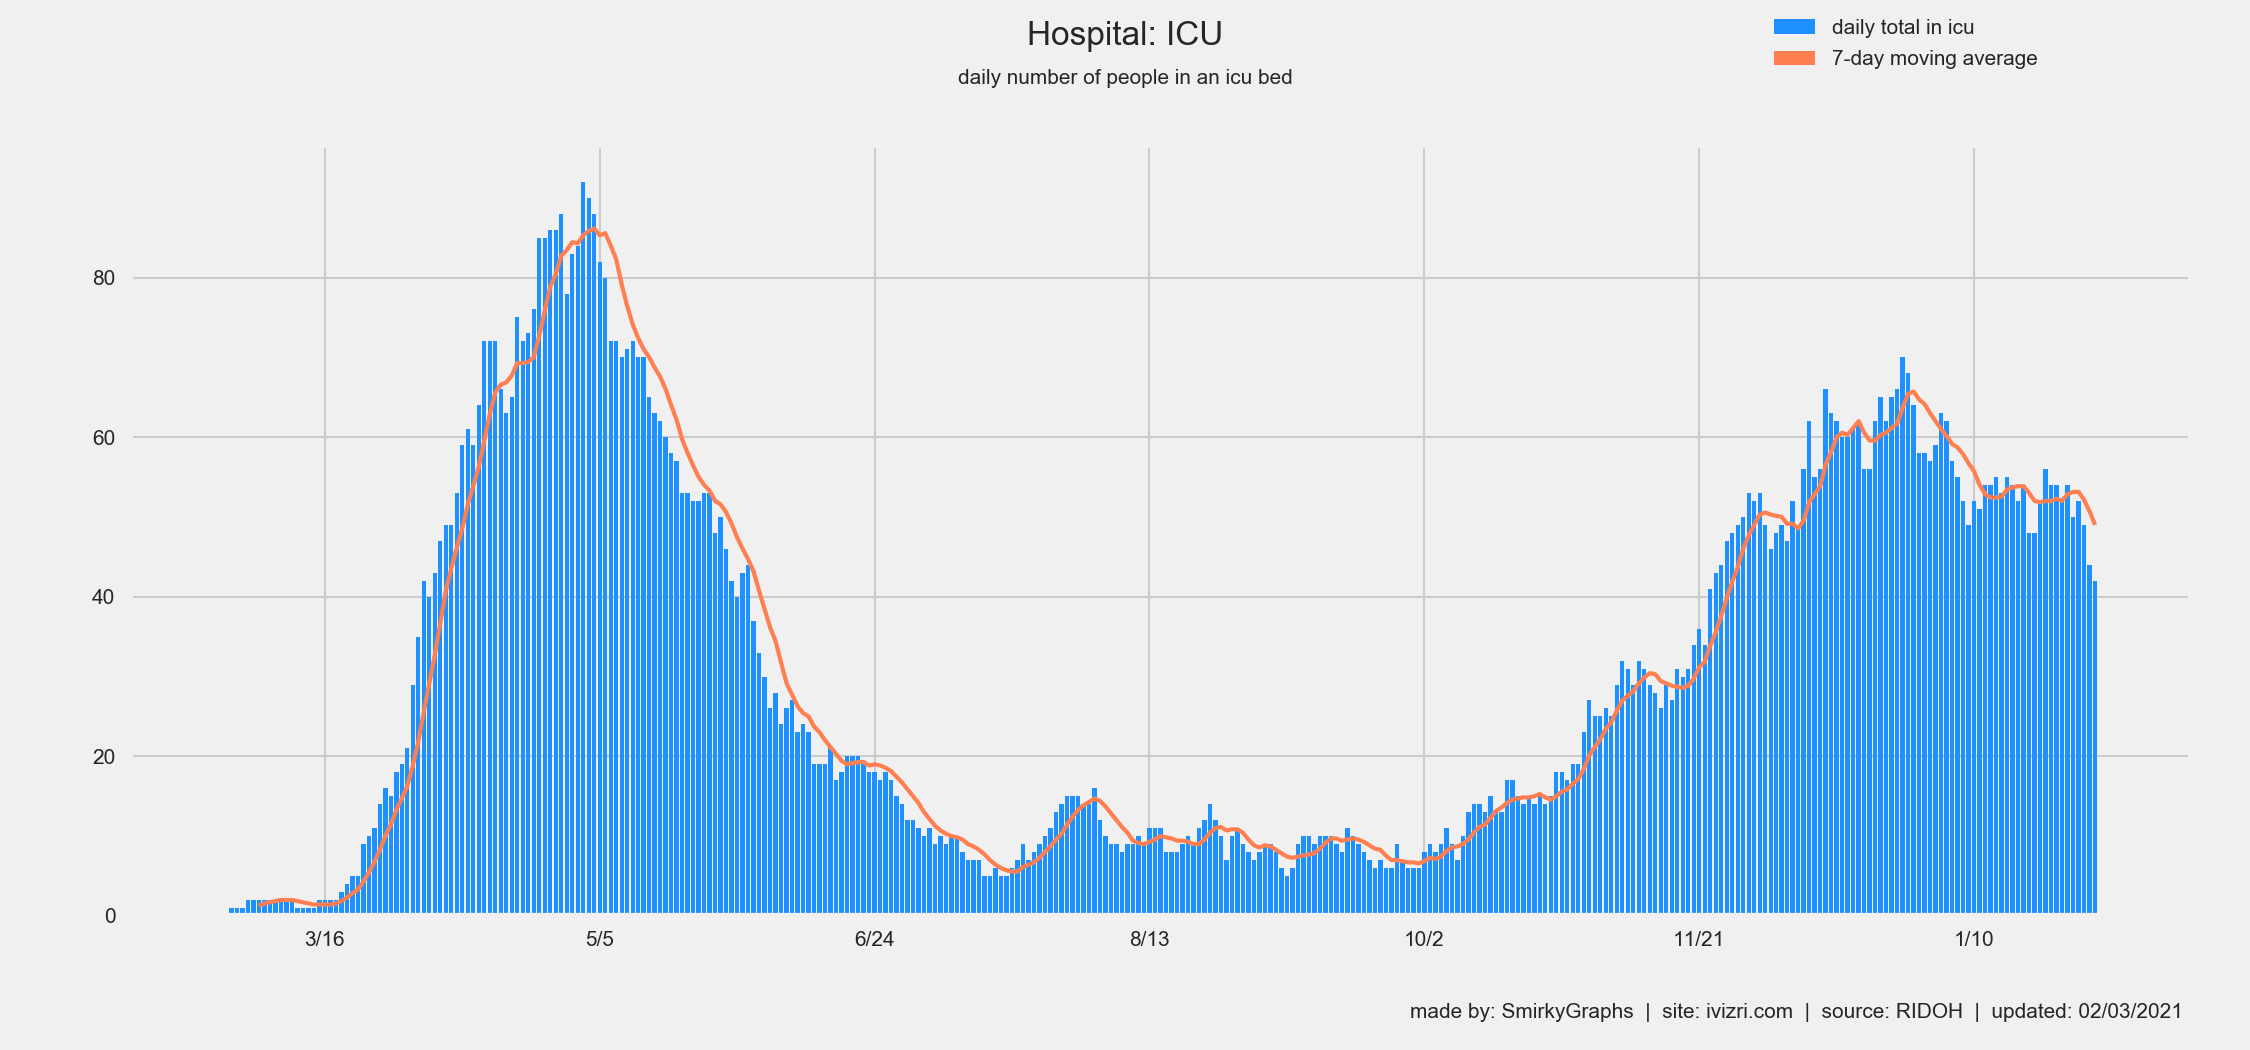 Hospital: ICU
daily number of people in an icu bed
daily total in icu
7-day moving average
80
60
40
20
0
3/16 5/5 6/24 8/13 10/2 11/21 1/10
made by: SmirkyGraphs | site: ivizri.com | source: RIDOH | updated: 02/03/2021